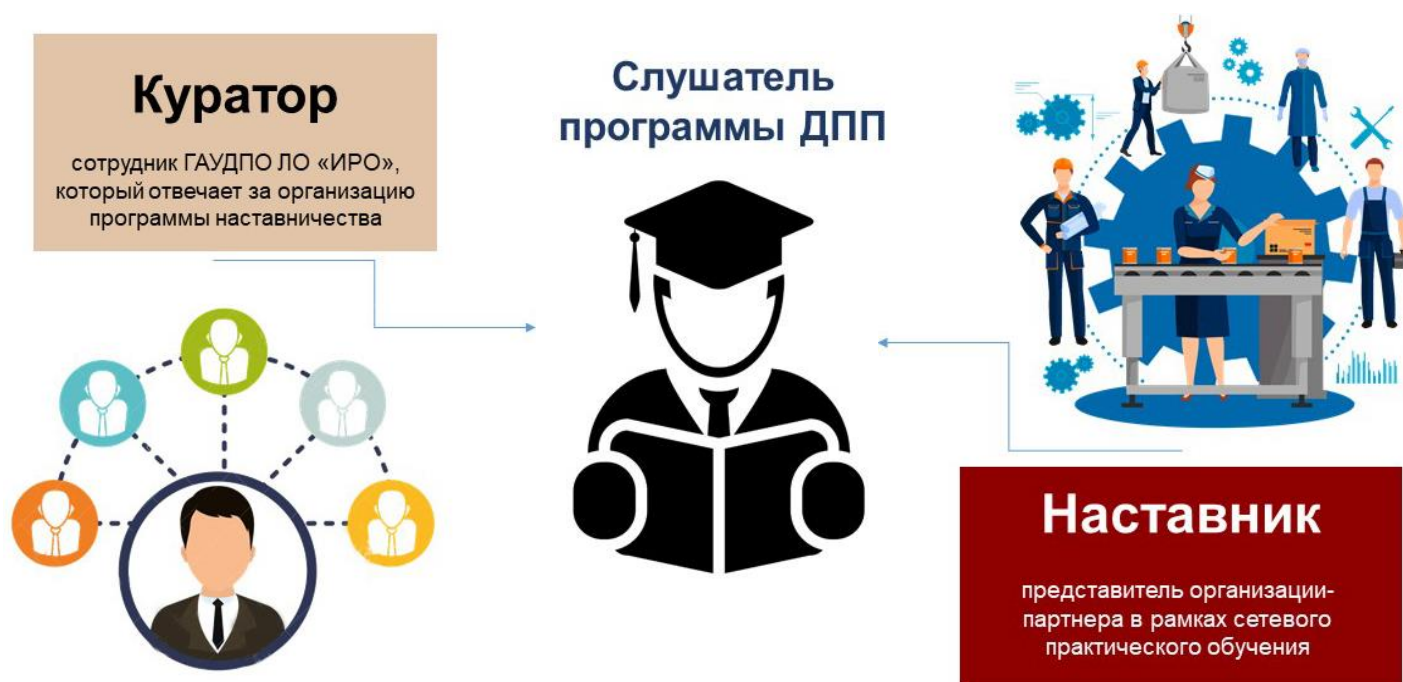 Куратор
сотрудник ГАУДПО ЛО «ИРО»,
который отвечает за организацию
программы наставничества
Слушатель
программы ДПП
Наставник
представитель организации-
партнера в рамках сетевого
практического обучения